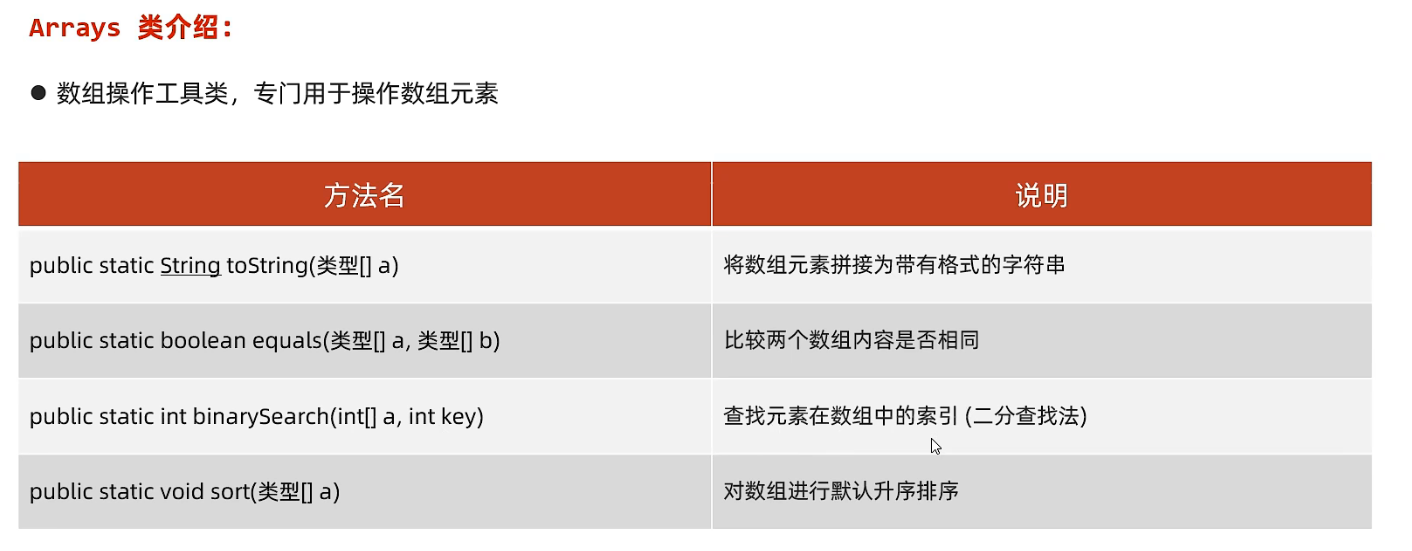 Arrays 类介绍：
● 数组操作工具类，专门用于操作数组元素
方法名 说明
public static String toString(类型[] a) 将数组元素拼接为带有格式的字符串
public static boolean equals(类型[] a, 类型[] b) 比较两个数组内容是否相同
public static int binarySearch(int[] a, int key) 查找元素在数组中的索引 (二分查找法)
public static void sort(类型[] a) 对数组进行默认升序排序